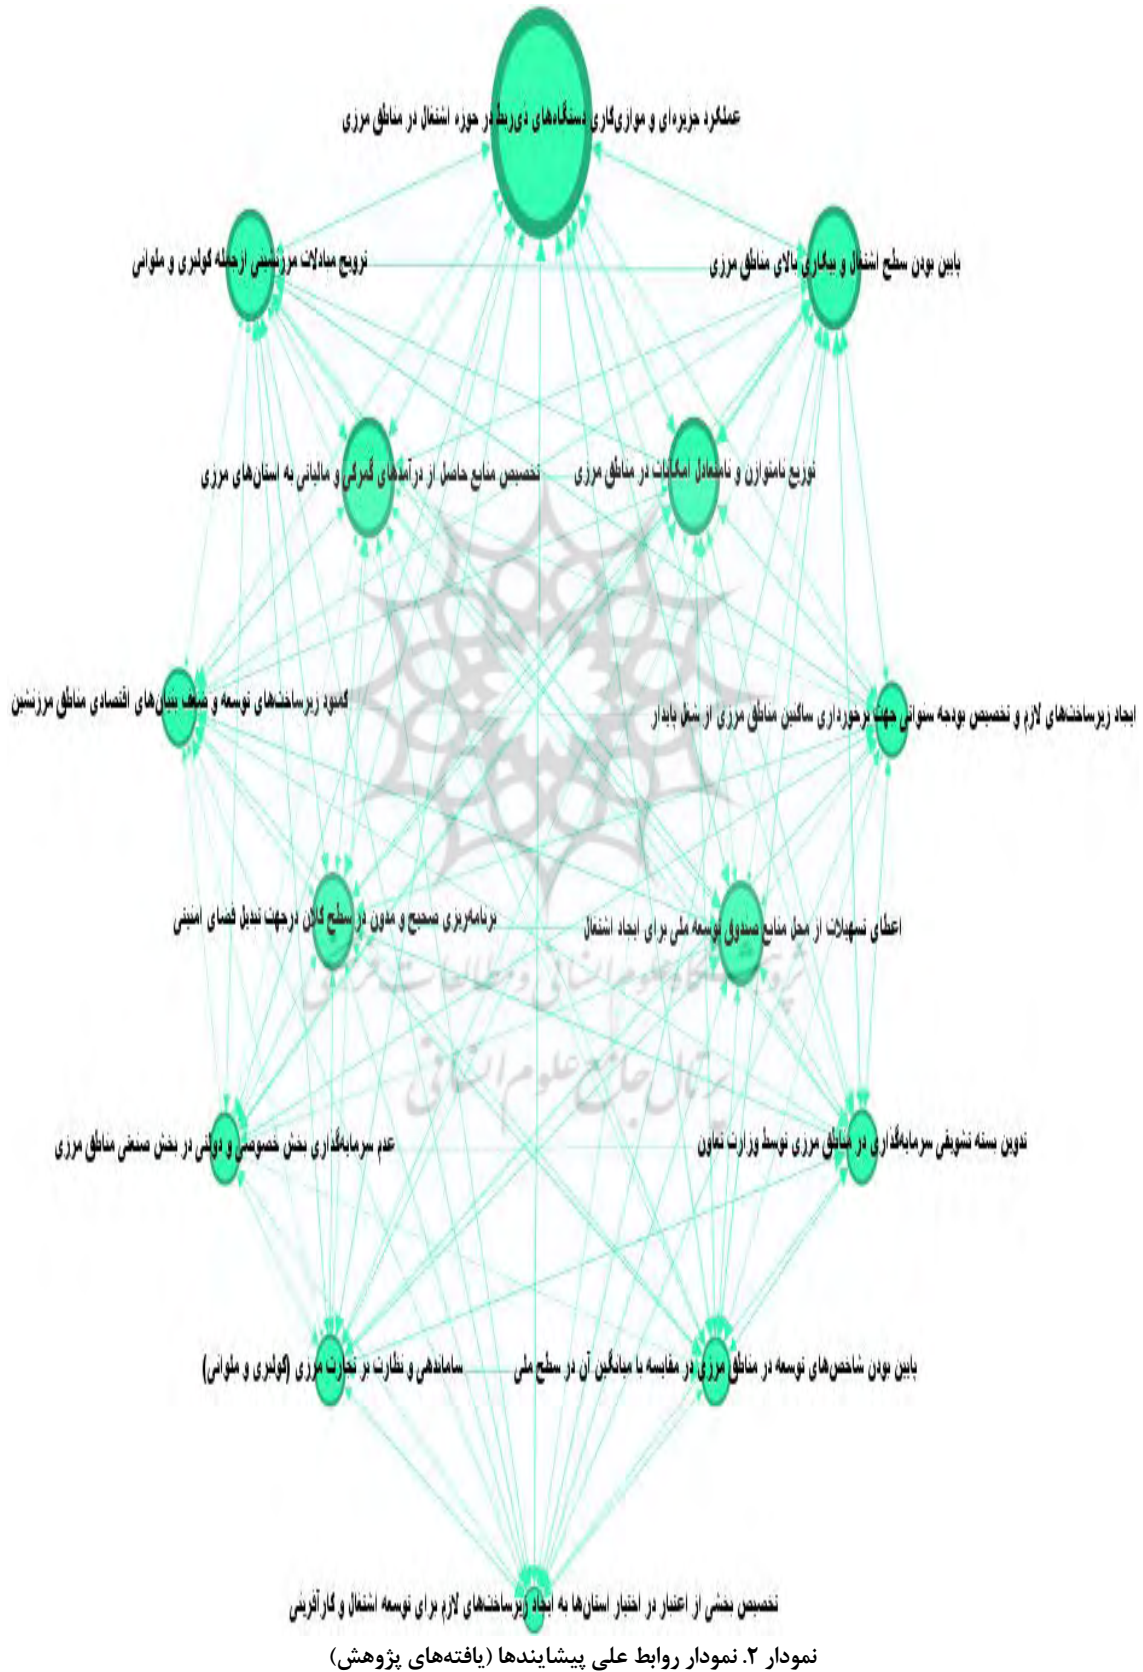 عملکرد جزیره‌ای و موازی‌کاری دستگاه‌های ذی‌ربط در حوزه اشتغال در مناطق مرزی
پایین بودن سطح اشتغال و بیکاری بالای مناطق مرزی
ترویج مبادلات مرزنشینی ازجمله کولبری و ملوانی
توزیع نامتوازن و نامتعادل امکانات در مناطق مرزی
تخصیص منابع حاصل از درآمدهای گمرکی و مالیاتی به استان‌های مرزی
ایجاد زیرساخت‌های لازم و تخصیص بودجه سنواتی جهت برخورداری ساکنین مناطق مرزی از شغل پایدار
کمبود زیرساخت‌های توسعه و ضعف بنیان‌های اقتصادی مناطق مرزنشین
اعطای تسهیلات از محل منابع صندوق توسعه ملی برای ایجاد اشتغال
برنامه‌ریزی صحیح و مدون در سطح کلان درجهت تبدیل فضای امنیتی
پرتال جامع علوم انسانی
تدوین بسته تشویقی سرمایه‌گذاری در مناطق مرزی توسط وزارت تعاون
عدم سرمایه‌گذاری بخش خصوصی و دولتی در بخش صنعتی مناطق مرزی
پایین بودن شاخص‌های توسعه در مناطق مرزی در مقایسه با میانگین آن در سطح ملی
ساماندهی و نظارت بر تجارت مرزی (کولبری و ملوانی)
تخصیص بخشی از اعتبار در اختیار استان‌ها به ایجاد زیرساخت‌های لازم برای توسعه اشتغال و کارآفرینی
نمودار ۲. نمودار روابط علی پیشایندها (یافته‌های پژوهش)